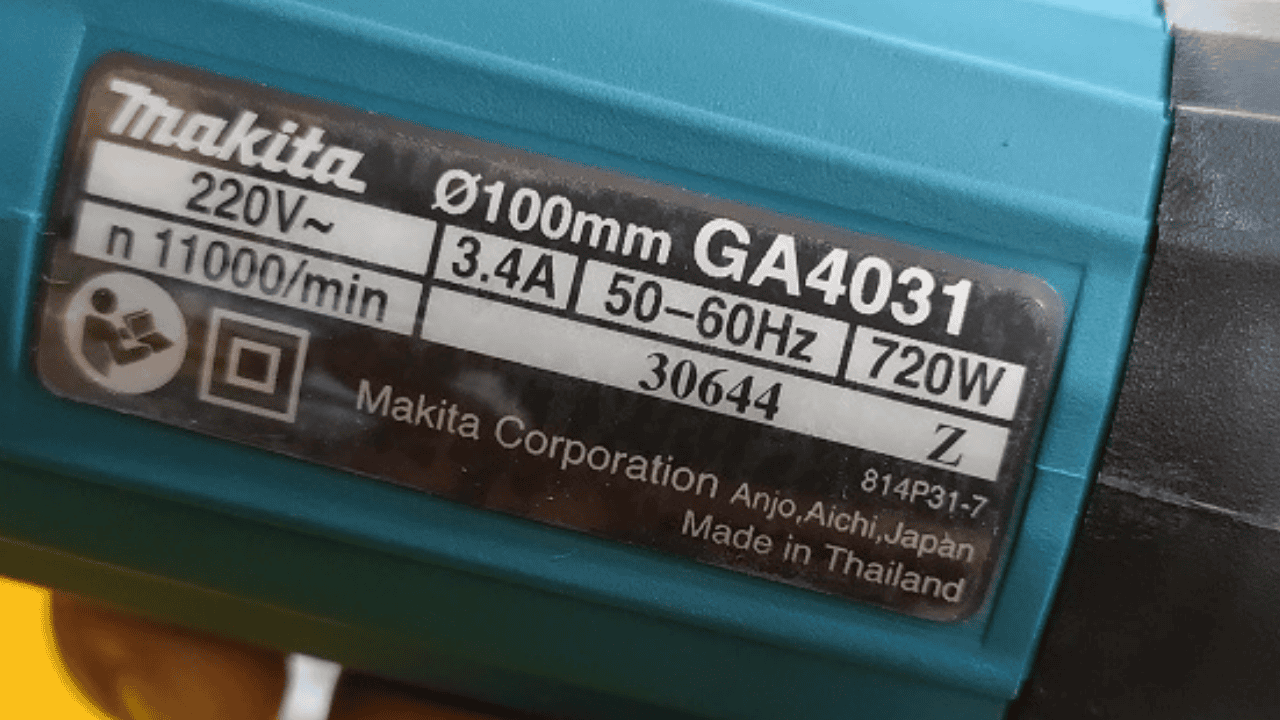 Makita Ø100mm GA4031
220V~ 3.4A 50–60Hz 720W
n 11000/min 30644 Z
814P31-7
Makita Corporation Anjo,Aichi,Japan
Made in Thailand